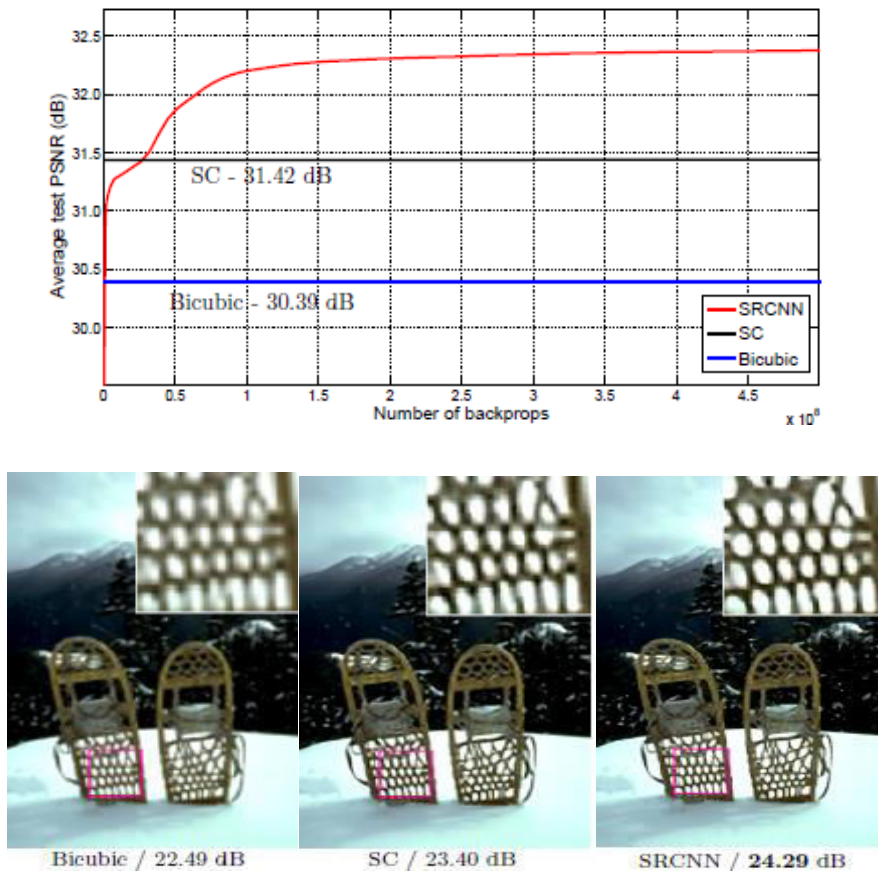 32.5
32.0
31.5
31.0
30.5
30.0
Average test PSNR (dB)
SC - 31.42 dB
Bicubic - 30.39 dB
SRCNN
SC
Bicubic
0 0.5 1 1.5 2 2.5 3 3.5 4 4.5
Number of backprops
x 10⁸
Bicubic / 22.49 dB
SC / 23.40 dB
SRCNN / 24.29 dB